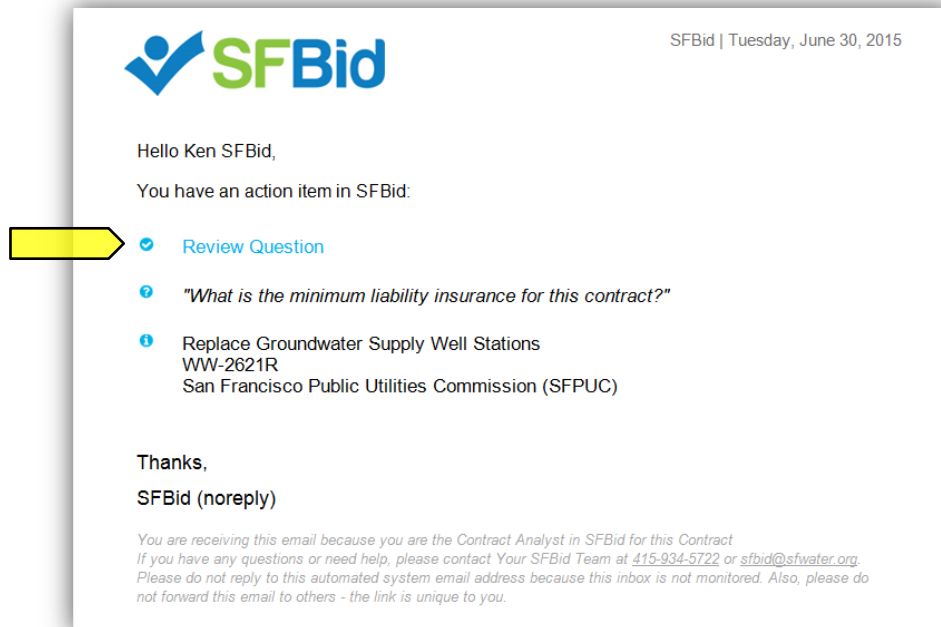 SFBid
SFBid | Tuesday, June 30, 2015
Hello Ken SFBid,
You have an action item in SFBid:
Review Question
"What is the minimum liability insurance for this contract?"
Replace Groundwater Supply Well Stations
WW-2621R
San Francisco Public Utilities Commission (SFPUC)
Thanks,
SFBid (noreply)
You are receiving this email because you are the Contract Analyst in SFBid for this Contract
If you have any questions or need help, please contact Your SFBid Team at 415-934-5722 or sfbid@sfwater.org.
Please do not reply to this automated system email address because this inbox is not monitored. Also, please do
not forward this email to others - the link is unique to you.